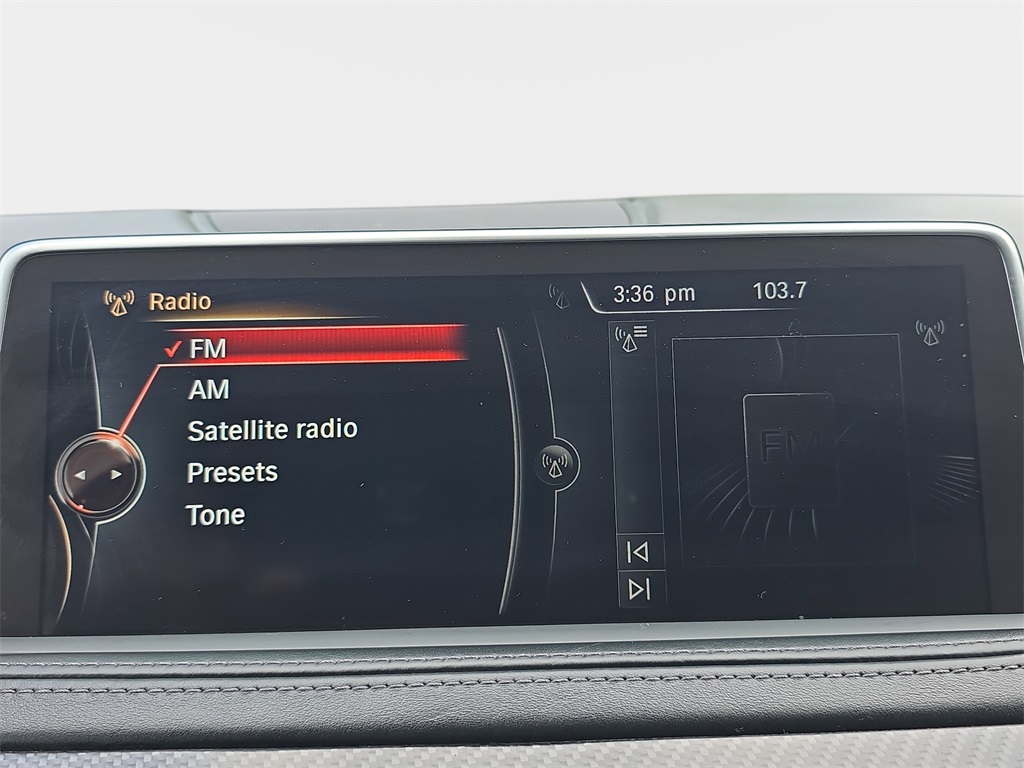 Radio
3:36 pm 103.7
FM
AM
Satellite radio
Presets
Tone
FM